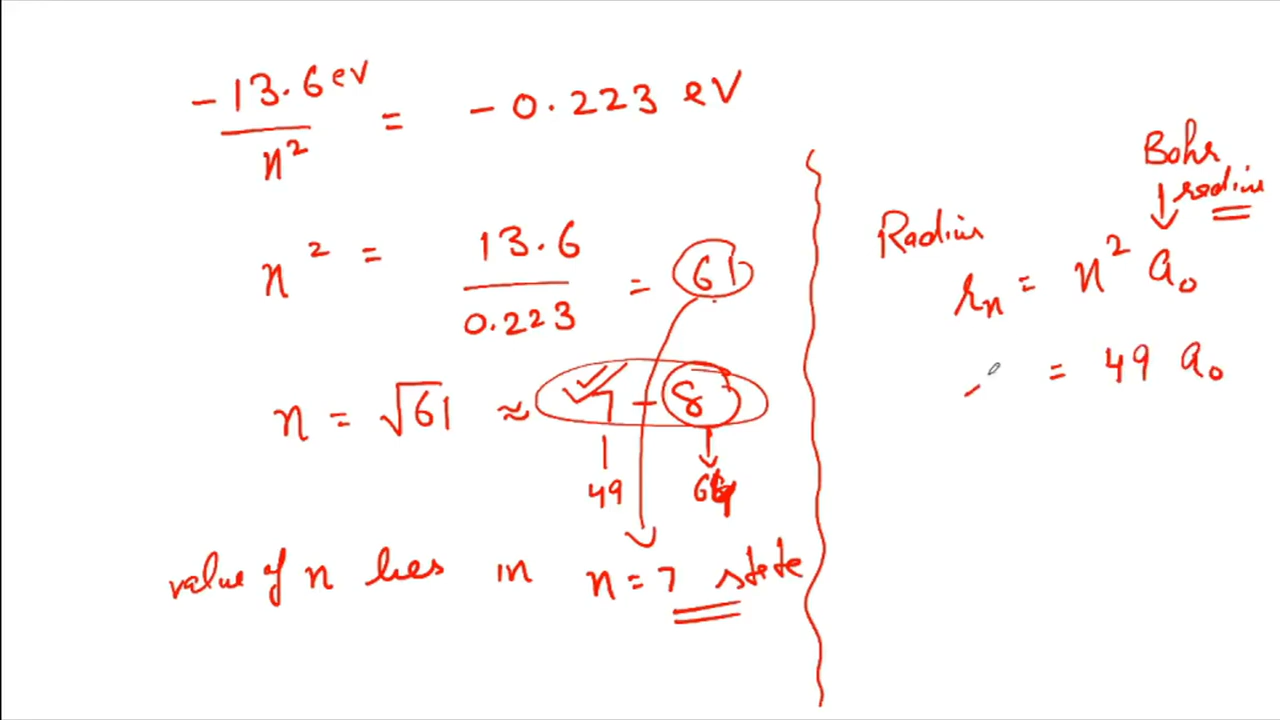 -13.6 ev / n² = -0.223 eV
n² = 13.6 / 0.223 = 61
n = √61 ≈ 7 - 8
49 64
value of n lies in n = 7 state
Bohr
radius
Radius
rn = n² a₀
= 49 a₀